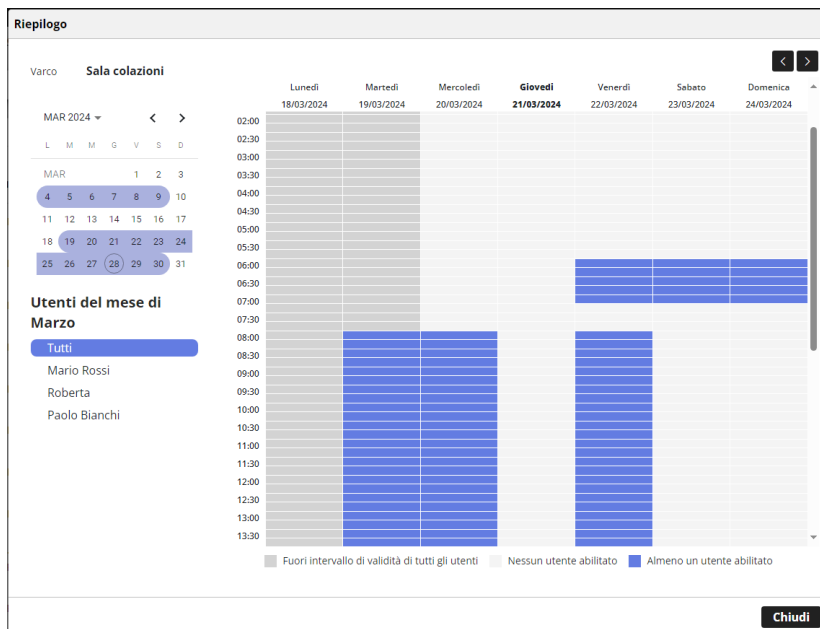 Riepilogo
Varco Sala colazioni
MAR 2024
L M M G V S D
MAR 1 2 3
4 5 6 7 8 9 10
11 12 13 14 15 16 17
18 19 20 21 22 23 24
25 26 27 28 29 30 31
Utenti del mese di
Marzo
Tutti
Mario Rossi
Roberta
Paolo Bianchi
Lunedì Martedì Mercoledì Giovedì Venerdì Sabato Domenica
18/03/2024 19/03/2024 20/03/2024 21/03/2024 22/03/2024 23/03/2024 24/03/2024
02:00
02:30
03:00
03:30
04:00
04:30
05:00
05:30
06:00
06:30
07:00
07:30
08:00
08:30
09:00
09:30
10:00
10:30
11:00
11:30
12:00
12:30
13:00
13:30
Fuori intervallo di validità di tutti gli utenti Nessun utente abilitato Almeno un utente abilitato
Chiudi